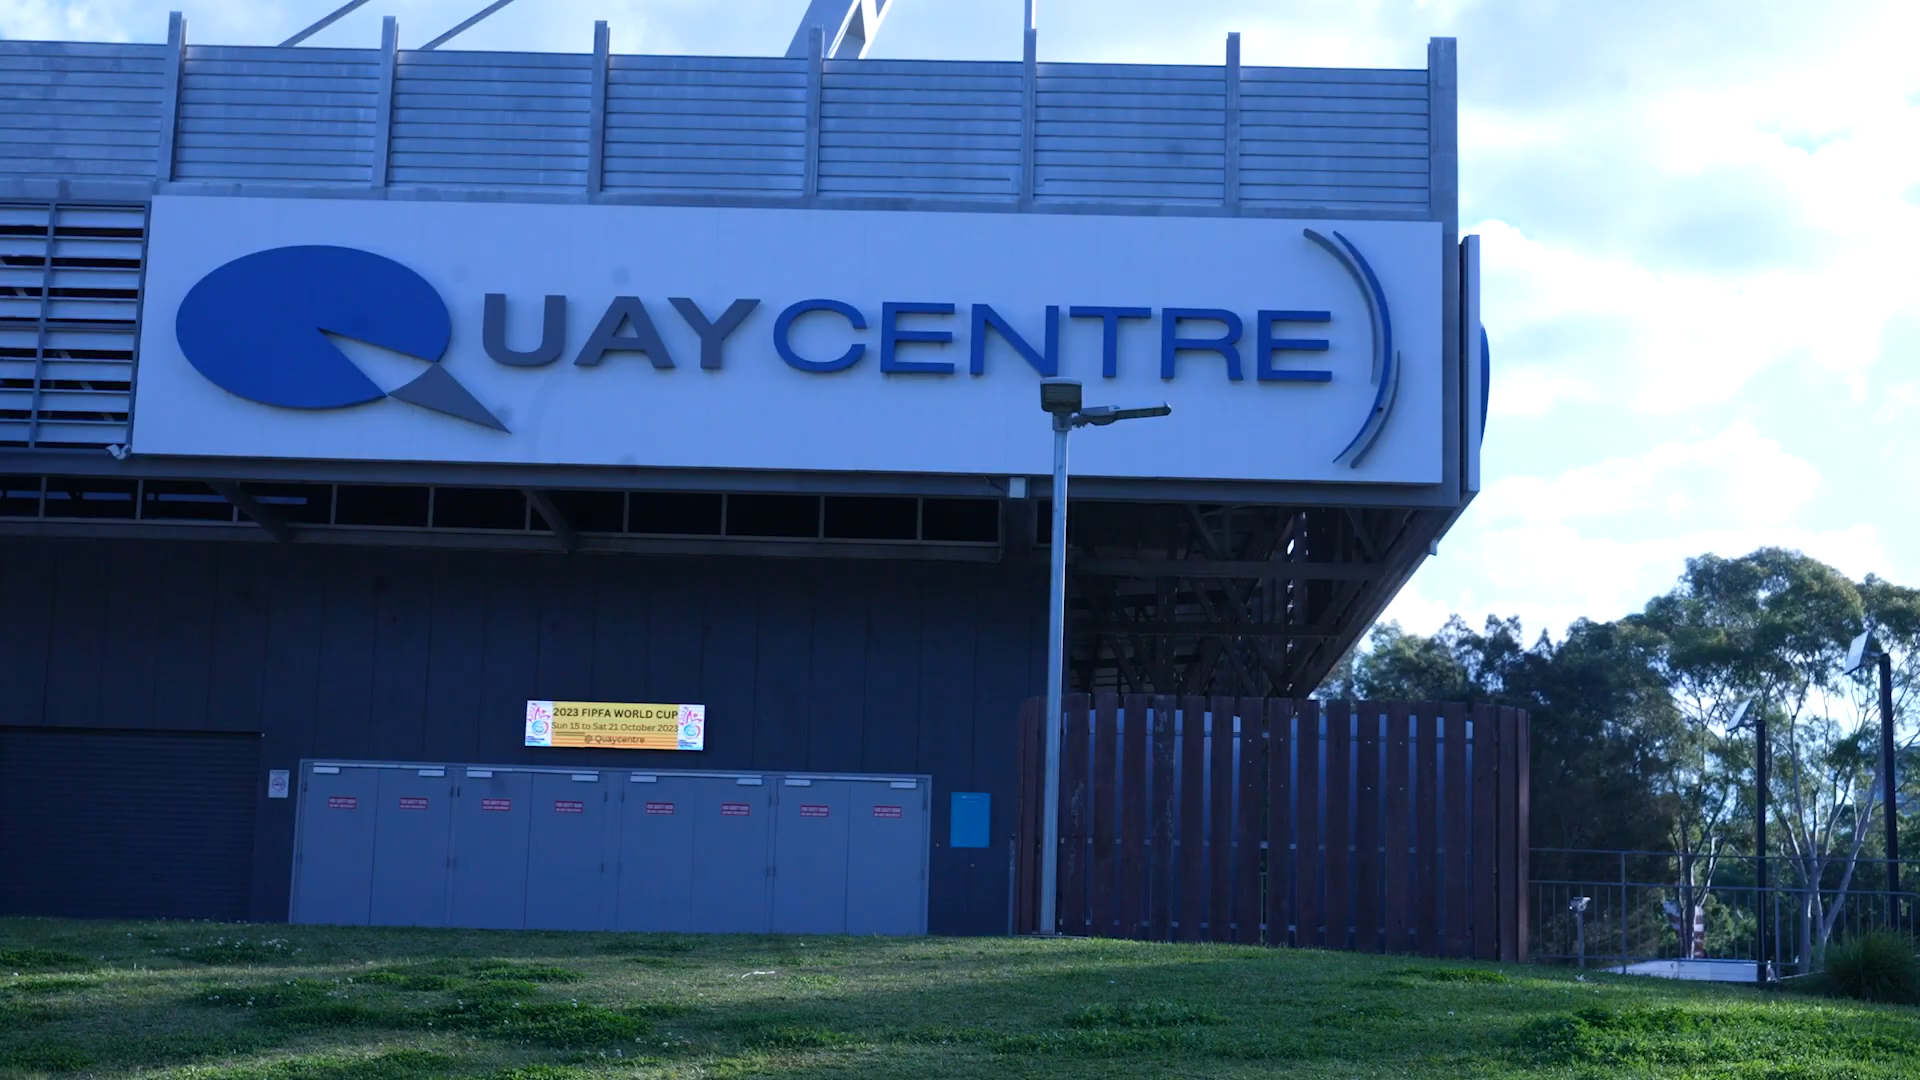 QUAYCENTRE
2023 FIPFA WORLD CUP
Sun 15 to Sat 21 October 2023
@ Quaycentre